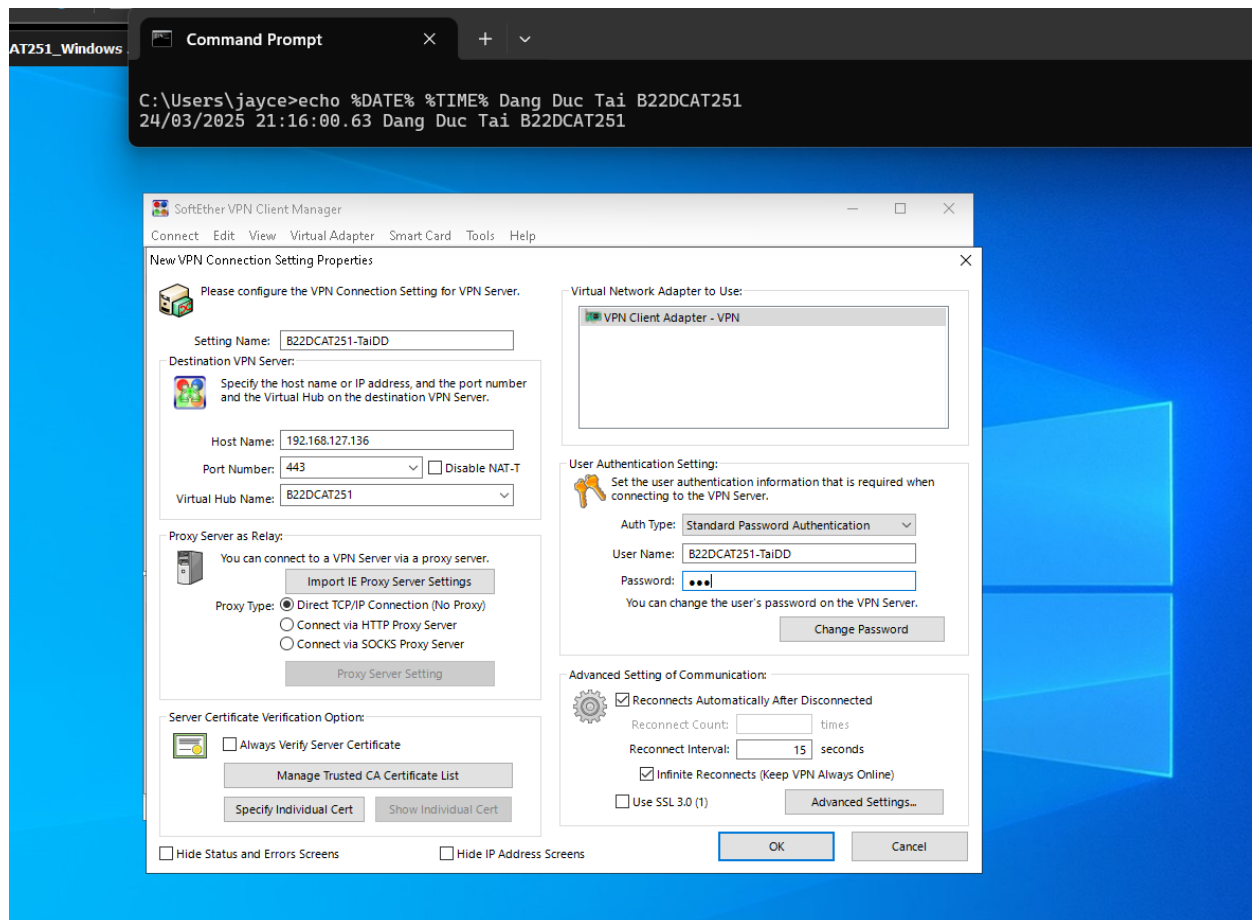 AT251_Windows
Command Prompt
C:\Users\jayce>echo %DATE% %TIME% Dang Duc Tai B22DCAT251
24/03/2025 21:16:00.63 Dang Duc Tai B22DCAT251
SoftEther VPN Client Manager
Connect Edit View Virtual Adapter Smart Card Tools Help
New VPN Connection Setting Properties
Please configure the VPN Connection Setting for VPN Server.
Setting Name: B22DCAT251-TaiDD
Destination VPN Server:
Specify the host name or IP address, and the port number
and the Virtual Hub on the destination VPN Server.
Host Name: 192.168.127.136
Port Number: 443 Disable NAT-T
Virtual Hub Name: B22DCAT251
Proxy Server as Relay:
You can connect to a VPN Server via a proxy server.
Import IE Proxy Server Settings
Proxy Type: Direct TCP/IP Connection (No Proxy)
Connect via HTTP Proxy Server
Connect via SOCKS Proxy Server
Proxy Server Setting
Server Certificate Verification Option:
Always Verify Server Certificate
Manage Trusted CA Certificate List
Specify Individual Cert Show Individual Cert
Hide Status and Errors Screens Hide IP Address Screens
Virtual Network Adapter to Use:
VPN Client Adapter - VPN
User Authentication Setting:
Set the user authentication information that is required when
connecting to the VPN Server.
Auth Type: Standard Password Authentication
User Name: B22DCAT251-TaiDD
Password: ●●●
You can change the user's password on the VPN Server.
Change Password
Advanced Setting of Communication:
Reconnects Automatically After Disconnected
Reconnect Count: times
Reconnect Interval: 15 seconds
Infinite Reconnects (Keep VPN Always Online)
Use SSL 3.0 (1) Advanced Settings...
OK Cancel